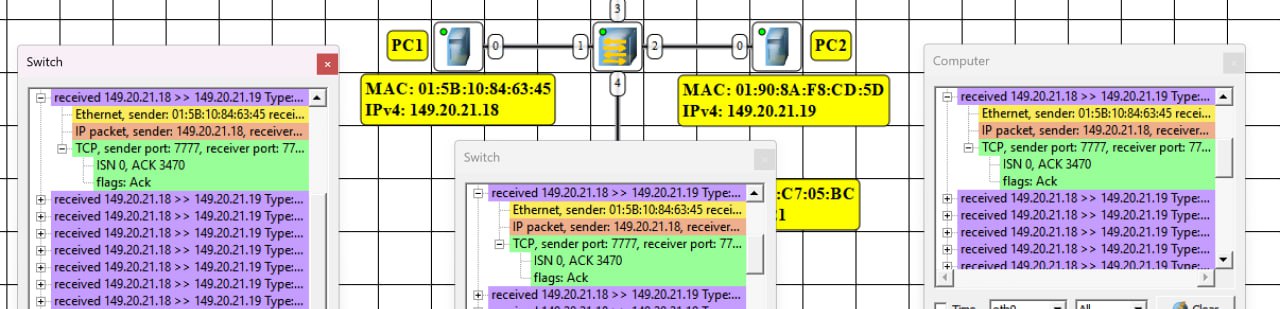 3
PC1
0
1
2
0
PC2
4
MAC: 01:5B:10:84:63:45
IPv4: 149.20.21.18
MAC: 01:90:8A:F8:CD:5D
IPv4: 149.20.21.19
:C7:05:BC
Switch
x
received 149.20.21.18 >> 149.20.21.19 Type:...
Ethernet, sender: 01:5B:10:84:63:45 recei...
IP packet, sender: 149.20.21.18, receiver...
TCP, sender port: 7777, receiver port: 77...
ISN 0, ACK 3470
flags: Ack
received 149.20.21.18 >> 149.20.21.19 Type:...
received 149.20.21.18 >> 149.20.21.19 Type:...
received 149.20.21.18 >> 149.20.21.19 Type:...
received 149.20.21.18 >> 149.20.21.19 Type:...
received 149.20.21.18 >> 149.20.21.19 Type:...
received 149.20.21.18 >> 149.20.21.19 Type:...
received 149.20.21.18 >> 149.20.21.19 Type:...
Switch
received 149.20.21.18 >> 149.20.21.19 Type:...
Ethernet, sender: 01:5B:10:84:63:45 recei...
IP packet, sender: 149.20.21.18, receiver...
TCP, sender port: 7777, receiver port: 77...
ISN 0, ACK 3470
flags: Ack
received 149.20.21.18 >> 149.20.21.19 Type:...
Computer
received 149.20.21.18 >> 149.20.21.19 Type:...
Ethernet, sender: 01:5B:10:84:63:45 recei...
IP packet, sender: 149.20.21.18, receiver...
TCP, sender port: 7777, receiver port: 77...
ISN 0, ACK 3470
flags: Ack
received 149.20.21.18 >> 149.20.21.19 Type:...
received 149.20.21.18 >> 149.20.21.19 Type:...
received 149.20.21.18 >> 149.20.21.19 Type:...
received 149.20.21.18 >> 149.20.21.19 Type:...
received 149.20.21.18 >> 149.20.21.19 Type:...
Time eth0 All Clear